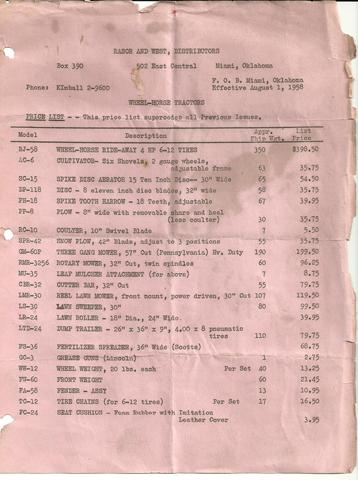 RABON AND WEST, DISTRIBUTORS
Box 390 502 East Central Miami, Oklahoma
F. O. B. Miami, Oklahoma
Phone: KImball 2-9600 Effective August 1, 1958
WHEEL-HORSE TRACTORS
PRICE LIST - - This price list supercedes all Previous Issues.
Model Description Appr. Ship Wgt. List Price
RJ-58 WHEEL-HORSE RIDE-AWAY 4 HP 6-12 TIRES 350 $398.50
AC-6 CULTIVATOR- Six Shovels, 2 gauge wheels,
adjustable frame 63 35.75
SC-15 SPIKE DISC AERATOR 15 Ten Inch Discs-- 30" Wide 65 54.50
DP-118 DISC - 8 eleven inch disc blades, 32" wide 58 35.75
PH-18 SPIKE TOOTH HARROW - 18 Teeth, adjustable 67 39.95
PP-8 PLOW - 8" wide with removable share and heel
(less coulter) 30 35.75
RC-10 COULTER, 10" Swivel Blade 7 5.50
SPR-42 SNOW PLOW, 42" Blade, adjust to 3 positions 55 35.75
GM-60P THREE GANG MOWER, 57" Cut (Pennsylvania) Hv. Duty 190 199.50
RME-3256 ROTARY MOWER, 32" Cut, twin spindles 60 94.75
MU-35 LEAF MULCHER ATTACHMENT (for above) 7 8.75
CBR-32 CUTTER BAR, 32" Cut 55 79.75
LMR-30 REEL LAWN MOWER, front mount, power driven, 30" Cut 107 119.50
LS-30 LAWN SWEEPER, 30" 80 99.50
LR-24 LAWN ROLLER - 18" Dia., 24" Wide. 39.95
LTD-24 DUMP TRAILER - 26" x 36" x 9", 4.00 x 8 pneumatic
tires 110 79.75
FS-36 FERTILIZER SPREADER, 36" Wide (Scotts) 68.75
GG-3 GREASE GUNS (Lincoln) 1 2.75
WW-12 WHEEL WEIGHT, 20 lbs. each Per Set 40 13.25
FW-60 FRONT WEIGHT 60 21.45
FA-58 FENDER - ASSY 13 10.95
TC-12 TIRE CHAINS (for 6-12 tires) Per Set 17 16.50
FC-24 SEAT CUSHION - Foam Rubber with Imitation
Leather Cover 3.95